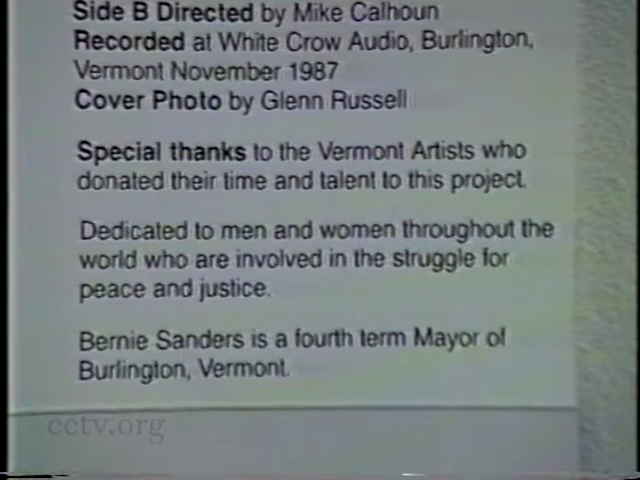 Side B Directed by Mike Calhoun
Recorded at White Crow Audio, Burlington,
Vermont November 1987
Cover Photo by Glenn Russell
Special thanks to the Vermont Artists who
donated their time and talent to this project.
Dedicated to men and women throughout the
world who are involved in the struggle for
peace and justice.
Bernie Sanders is a fourth term Mayor of
Burlington, Vermont.
cctv.org